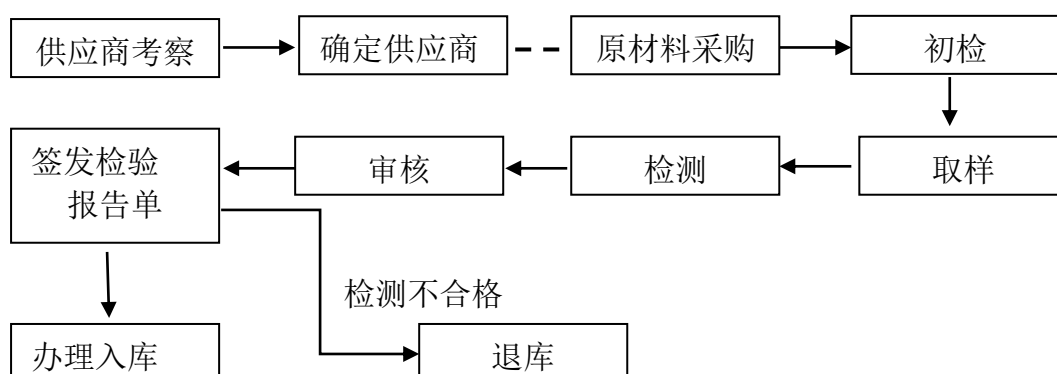 供应商考察
确定供应商
原材料采购
初检
签发检验
报告单
审核
检测
取样
检测不合格
办理入库
退库